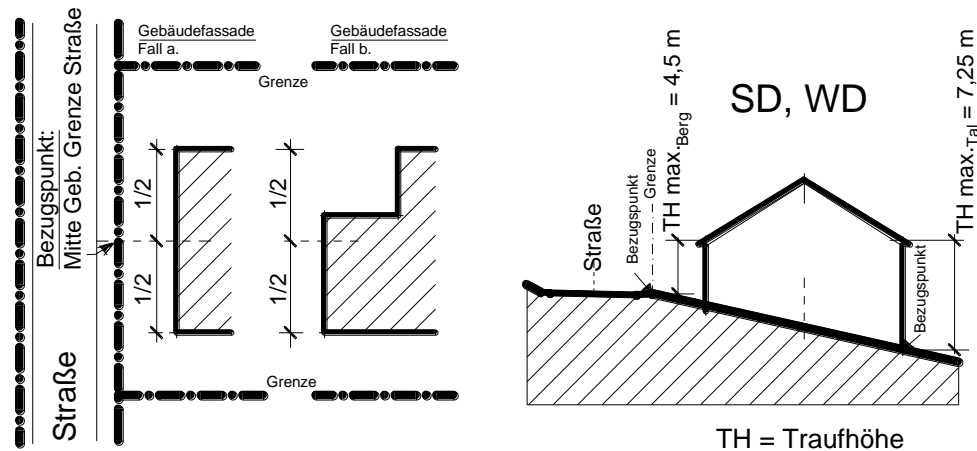 Gebäudefassade
Fall a.
Gebäudefassade
Fall b.
Grenze
Bezugspunkt:
Mitte Geb. Grenze Straße
1/2
1/2
1/2
1/2
Straße
Grenze
SD, WD
TH max.Berg = 4,5 m
TH max.Tal = 7,25 m
Straße
Bezugspunkt
Grenze
Bezugspunkt
TH = Traufhöhe